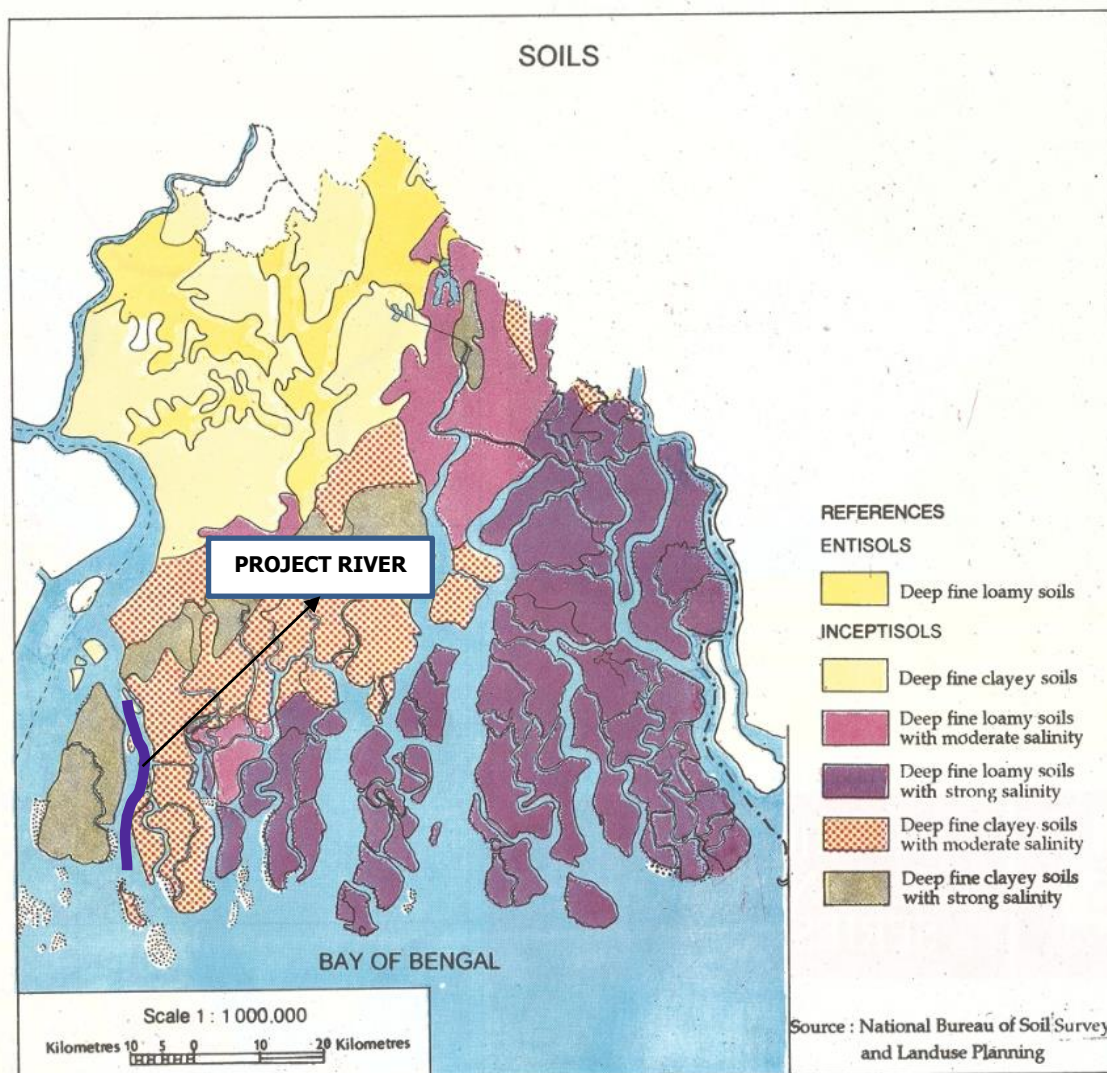 SOILS
PROJECT RIVER
REFERENCES
ENTISOLS
Deep fine loamy soils
INCEPTISOLS
Deep fine clayey soils
Deep fine loamy soils
with moderate salinity
Deep fine loamy soils
with strong salinity
Deep fine clayey soils
with moderate salinity
Deep fine clayey soils
with strong salinity
BAY OF BENGAL
Scale 1 : 1 000,000
Kilometres 10 5 0 10 20 Kilometres
Source : National Bureau of Soil Survey
and Landuse Planning